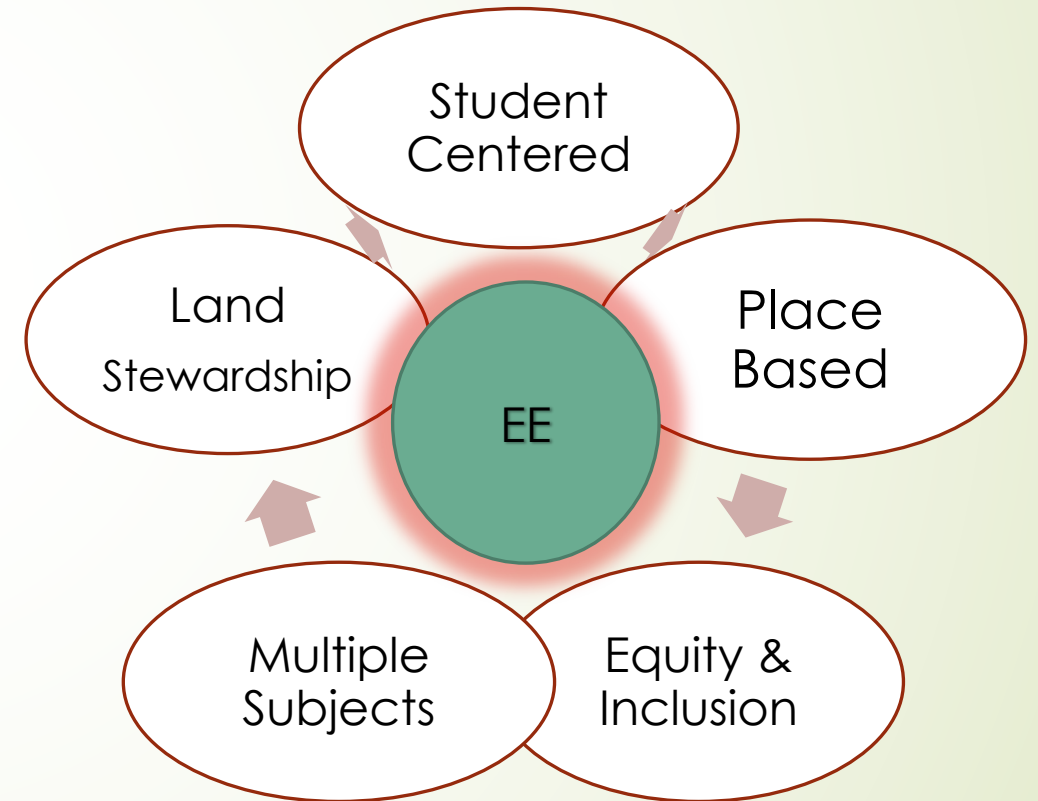 Student
Centered
Land
Stewardship
Place
Based
EE
Multiple
Subjects
Equity &
Inclusion